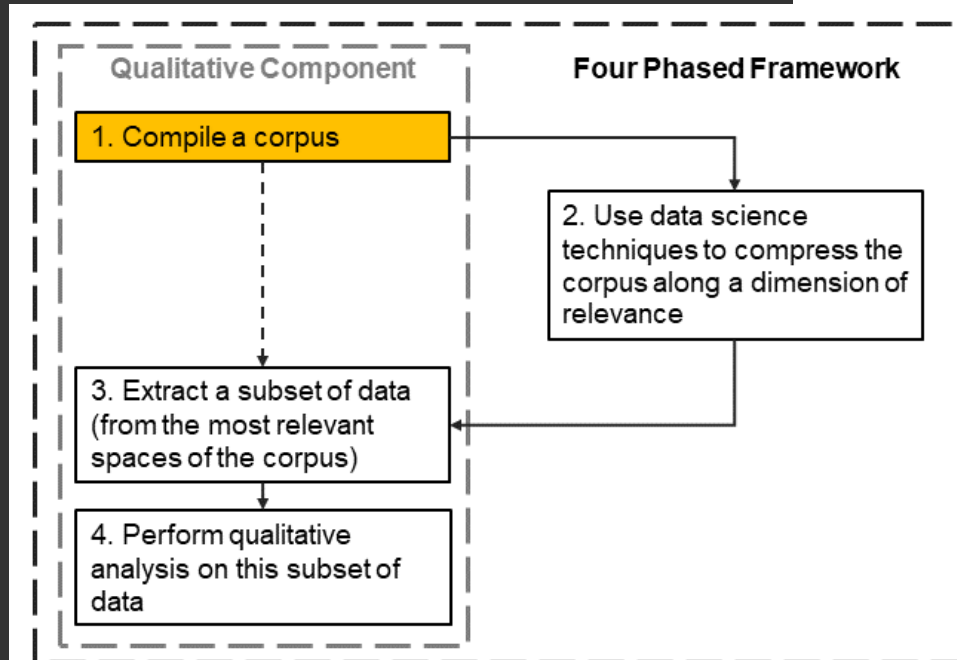 Qualitative Component
Four Phased Framework
1. Compile a corpus
2. Use data science
techniques to compress the
corpus along a dimension of
relevance
3. Extract a subset of data
(from the most relevant
spaces of the corpus)
4. Perform qualitative
analysis on this subset of
data